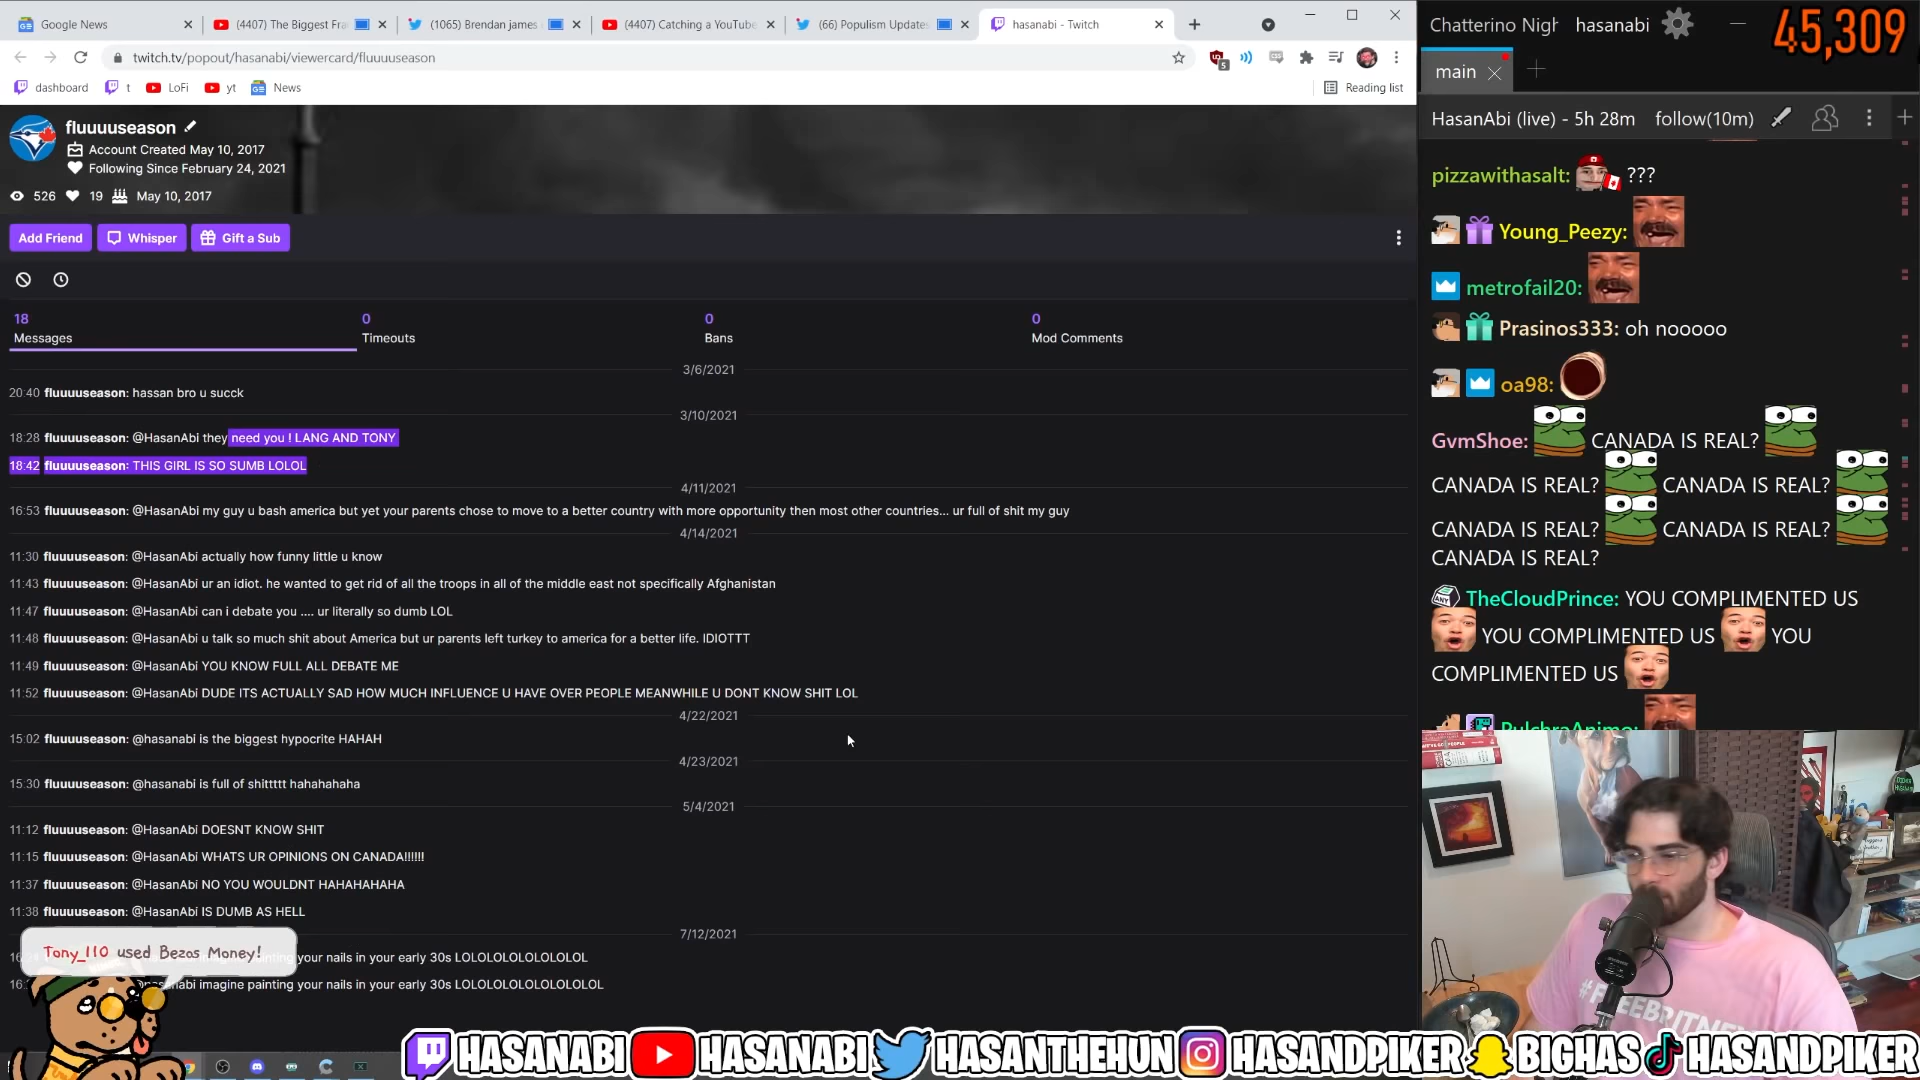 Google News
(4407) The Biggest Fra
(1065) Brendan james
(4407) Catching a YouTube
(66) Populism Updates
hasanabi - Twitch
twitch.tv/popout/hasanabi/viewercard/fluuuuseason
5
dashboard
t
LoFi
yt
News
Reading list
fluuuuseason
Account Created May 10, 2017
Following Since February 24, 2021
526
19
May 10, 2017
Add Friend
Whisper
Gift a Sub
18
Messages
0
Timeouts
0
Bans
0
Mod Comments
3/6/2021
20:40 fluuuuseason: hassan bro u succk
3/10/2021
18:28 fluuuuseason: @HasanAbi they need you ! LANG AND TONY
18:42 fluuuuseason: THIS GIRL IS SO SUMB LOLOL
4/11/2021
16:53 fluuuuseason: @HasanAbi my guy u bash america but yet your parents chose to move to a better country with more opportunity then most other countries... ur full of shit my guy
4/14/2021
11:30 fluuuuseason: @HasanAbi actually how funny little u know
11:43 fluuuuseason: @HasanAbi ur an idiot. he wanted to get rid of all the troops in all of the middle east not specifically Afghanistan
11:47 fluuuuseason: @HasanAbi can i debate you .... ur literally so dumb LOL
11:48 fluuuuseason: @HasanAbi u talk so much shit about America but ur parents left turkey to america for a better life. IDIOTTT
11:49 fluuuuseason: @HasanAbi YOU KNOW FULL ALL DEBATE ME
11:52 fluuuuseason: @HasanAbi DUDE ITS ACTUALLY SAD HOW MUCH INFLUENCE U HAVE OVER PEOPLE MEANWHILE U DONT KNOW SHIT LOL
4/22/2021
15:02 fluuuuseason: @hasanabi is the biggest hypocrite HAHAH
4/23/2021
15:30 fluuuuseason: @hasanabi is full of shittttt hahahahaha
5/4/2021
11:12 fluuuuseason: @HasanAbi DOESNT KNOW SHIT
11:15 fluuuuseason: @HasanAbi WHATS UR OPINIONS ON CANADA!!!!!!
11:37 fluuuuseason: @HasanAbi NO YOU WOULDNT HAHAHAHAHA
11:38 fluuuuseason: @HasanAbi IS DUMB AS HELL
7/12/2021
your nails in your early 30s LOLOLOLOLOLOLOLOL
imagine painting your nails in your early 30s LOLOLOLOLOLOLOLOLOL
Tony_110 used Bezos Money!
Chatterino Nigh
hasanabi
45,309
main
HasanAbi (live) - 5h 28m
follow(10m)
pizzawithasalt: ???
Young_Peezy:
metrofail20:
Prasinos333: oh nooooo
oa98:
GvmShoe: CANADA IS REAL?
CANADA IS REAL? CANADA IS REAL?
CANADA IS REAL? CANADA IS REAL?
CANADA IS REAL?
TheCloudPrince: YOU COMPLIMENTED US
YOU COMPLIMENTED US YOU
COMPLIMENTED US
PulchraAnimo:
#FREEBRITNEY
HASANABI HASANABI HASANTHEHUN HASANDPIKER BIGHAS HASANDPIKER